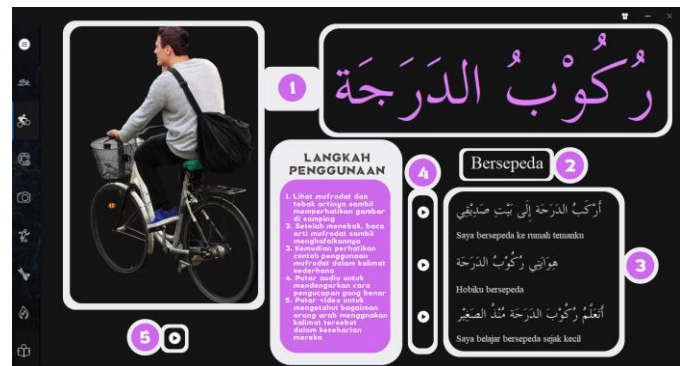 1
رُكُوْبُ الدَرَجَة
LANGKAH
PENGGUNAAN
1. Lihat mufrodat dan
tebak artinya sambil
memperhatikan gambar
di samping
2. Setelah menebak, baca
arti mufrodat sambil
menghafalkannya
3. Kemudian perhatikan
contoh penggunaan
mufrodat dalam kalimat
sederhana
4. Putar audio untuk
mendengarkan cara
pengucapan yang benar
5. Putar video untuk
mengetahui bagaiman
orang arab menggnakan
kalimat tersebut
dalam keseharian
mereka
4
Bersepeda
2
أَرْكَبُ الدَرَجَة إِلَى بَيْتِ صَدِيْقِي
Saya bersepeda ke rumah temanku
هِوَايَتِي رُكُوْبُ الدَرَجَة
Hobiku bersepeda
أَتَعَلَّمُ رُكُوْبَ الدَرَجَة مُنْذُ الصَغِيْر
Saya belajar bersepeda sejak kecil
3
5